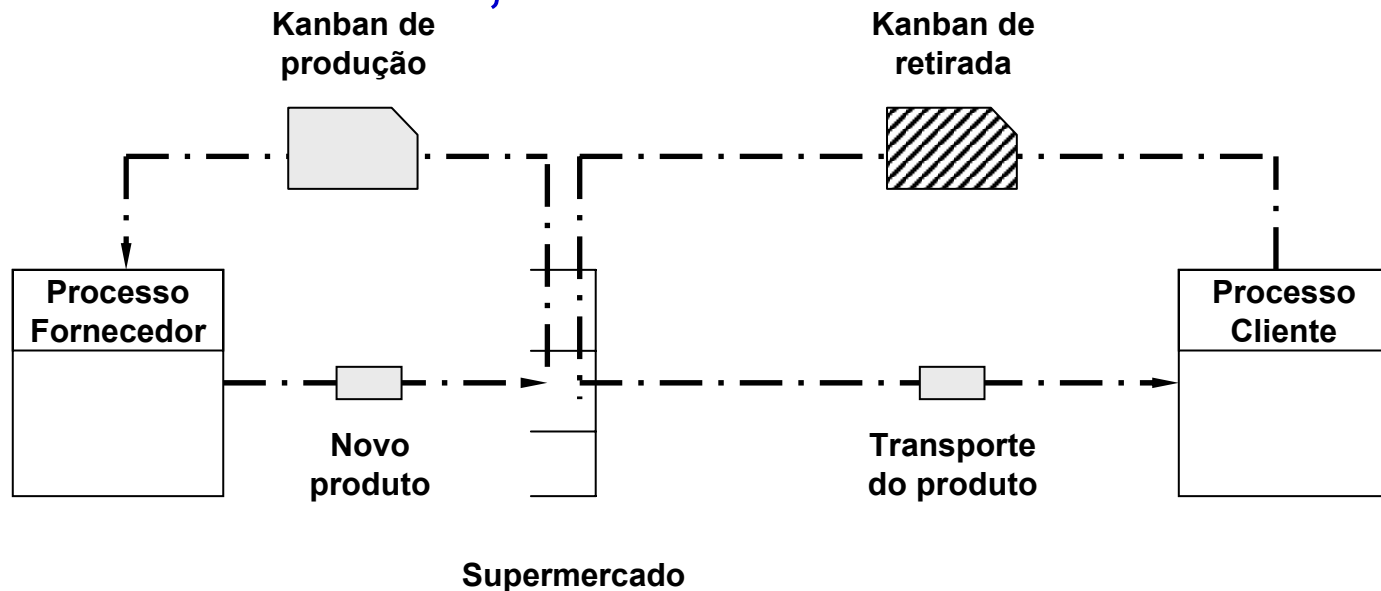 Kanban de
produção
Kanban de
retirada
Processo
Fornecedor
Processo
Cliente
Novo
produto
Transporte
do produto
Supermercado